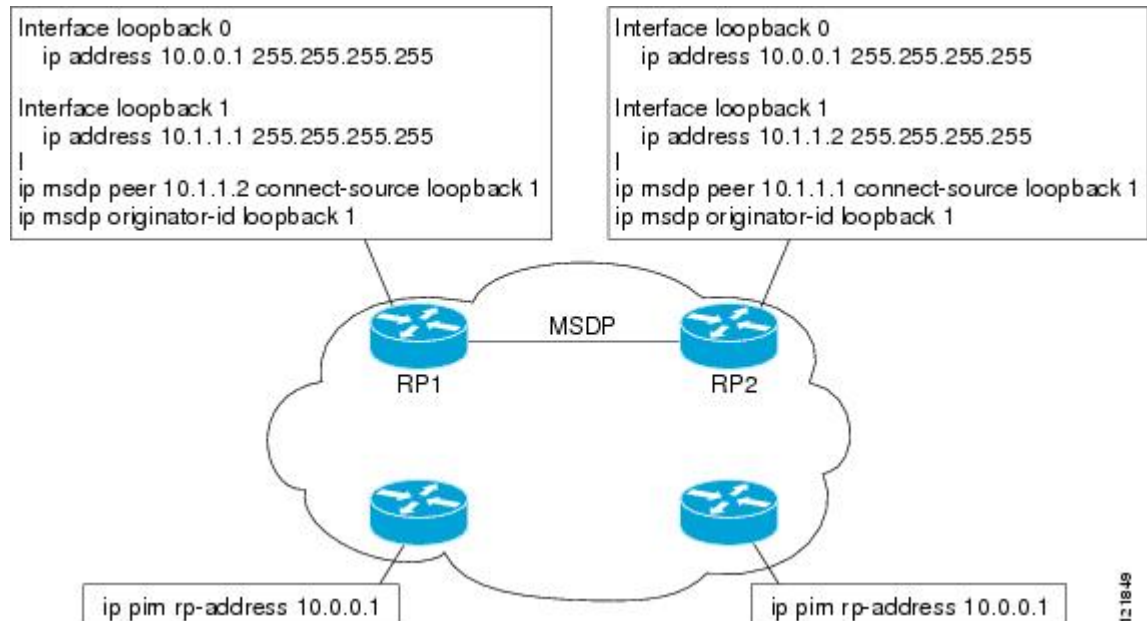 Interface loopback 0
ip address 10.0.0.1 255.255.255.255
Interface loopback 1
ip address 10.1.1.1 255.255.255.255
!
ip msdp peer 10.1.1.2 connect-source loopback 1
ip msdp originator-id loopback 1
Interface loopback 0
ip address 10.0.0.1 255.255.255.255
Interface loopback 1
ip address 10.1.1.2 255.255.255.255
!
ip msdp peer 10.1.1.1 connect-source loopback 1
ip msdp originator-id loopback 1
MSDP
RP1
RP2
ip pim rp-address 10.0.0.1
ip pim rp-address 10.0.0.1
121849